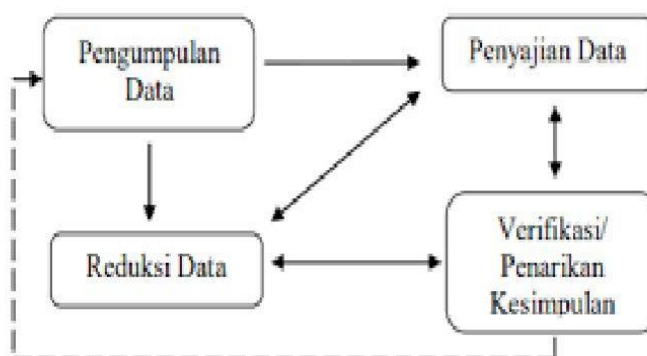 Pengumpulan
Data
Penyajian Data
Reduksi Data
Verifikasi/
Penarikan
Kesimpulan